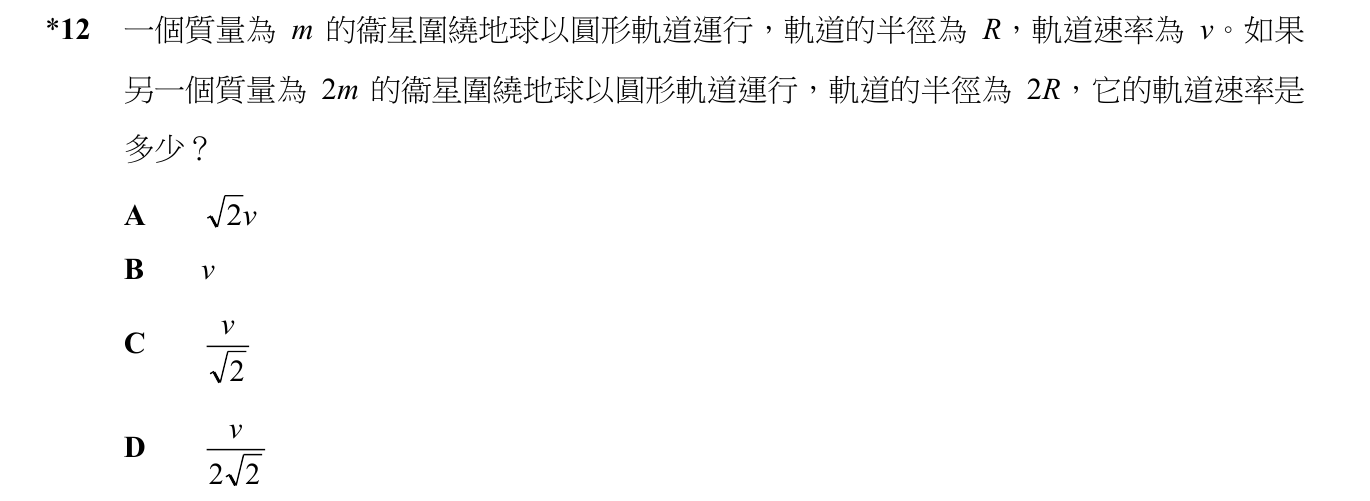 *12 一個質量為 m 的衞星圍繞地球以圓形軌道運行，軌道的半徑為 R，軌道速率為 v。如果
另一個質量為 2m 的衞星圍繞地球以圓形軌道運行，軌道的半徑為 2R，它的軌道速率是
多少？
A √2v
B v
C v/√2
D v/2√2